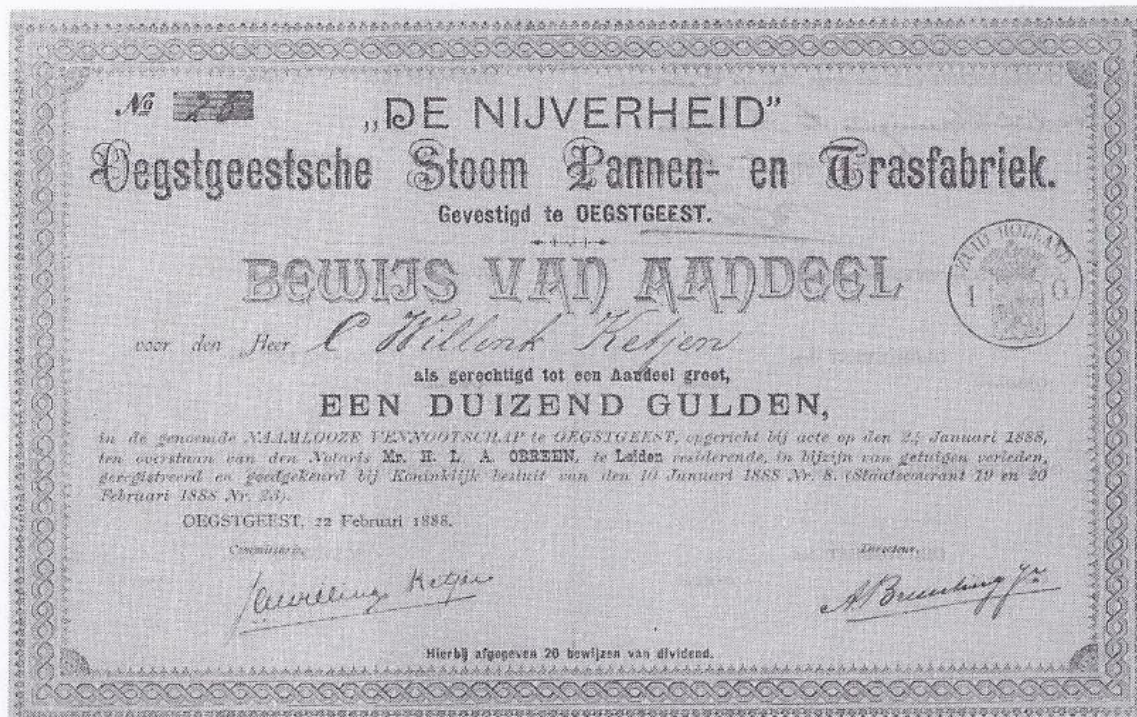 No
„DE NIJVERHEID”
Oegstgeestsche Stoom Pannen- en Trasfabriek.
Gevestigd te OEGSTGEEST.
ZUID HOLLAND
BEWIJS VAN AANDEEL
voor den Heer C Willink Ketjen
als gerechtigd tot een Aandeel groot,
EEN DUIZEND GULDEN,
in de genoemde NAAMLOOZE VENNOOTSCHAP te OEGSTGEEST, opgericht bij acte op den 24 Januari 1888,
ten overstaan van den Notaris Mr. H. L. A. OBREEN, te Leiden residerende, in bijzijn van getuigen verleden,
geregistreerd en goedgekeurd bij Koninklijk besluit van den 10 Januari 1888 Nr. 8. (Staatscourant 19 en 20
Februari 1888 Nr. 23).
OEGSTGEEST, 22 Februari 1888.
Commissaris, Directeur,
Ketjen
Hierbij afgegeven 20 bewijzen van dividend.